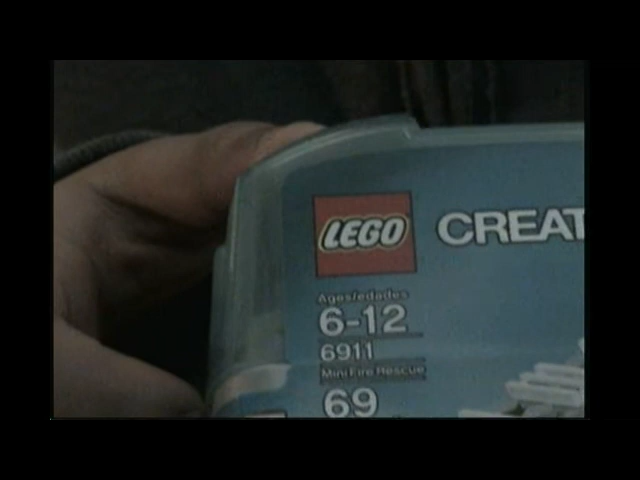 LEGO CREAT
Ages/edades
6-12
6911
Mini Fire Rescue
69